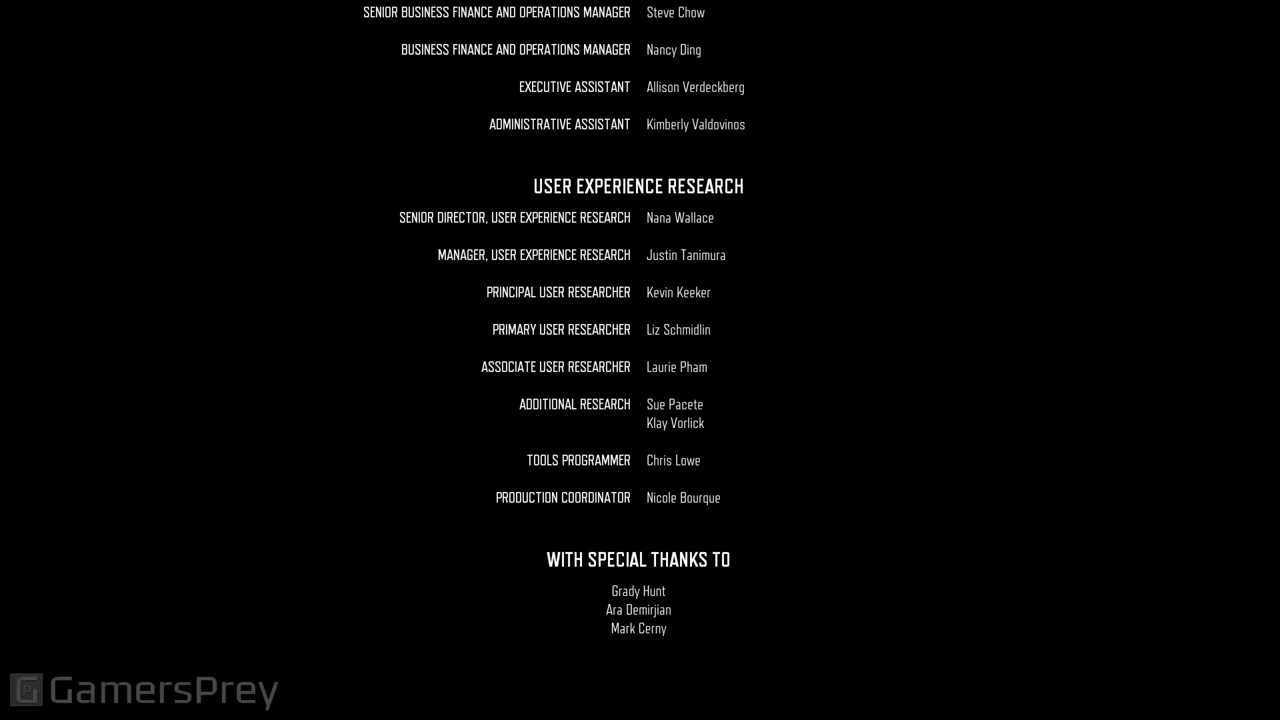 SENIOR BUSINESS FINANCE AND OPERATIONS MANAGER Steve Chow
BUSINESS FINANCE AND OPERATIONS MANAGER Nancy Ding
EXECUTIVE ASSISTANT Allison Verdeckberg
ADMINISTRATIVE ASSISTANT Kimberly Valdovinos
USER EXPERIENCE RESEARCH
SENIOR DIRECTOR, USER EXPERIENCE RESEARCH Nana Wallace
MANAGER, USER EXPERIENCE RESEARCH Justin Tanimura
PRINCIPAL USER RESEARCHER Kevin Keeker
PRIMARY USER RESEARCHER Liz Schmidlin
ASSOCIATE USER RESEARCHER Laurie Pham
ADDITIONAL RESEARCH Sue Pacete
Klay Vorlick
TOOLS PROGRAMMER Chris Lowe
PRODUCTION COORDINATOR Nicole Bourque
WITH SPECIAL THANKS TO
Grady Hunt
Ara Demirjian
Mark Cerny
GamersPrey